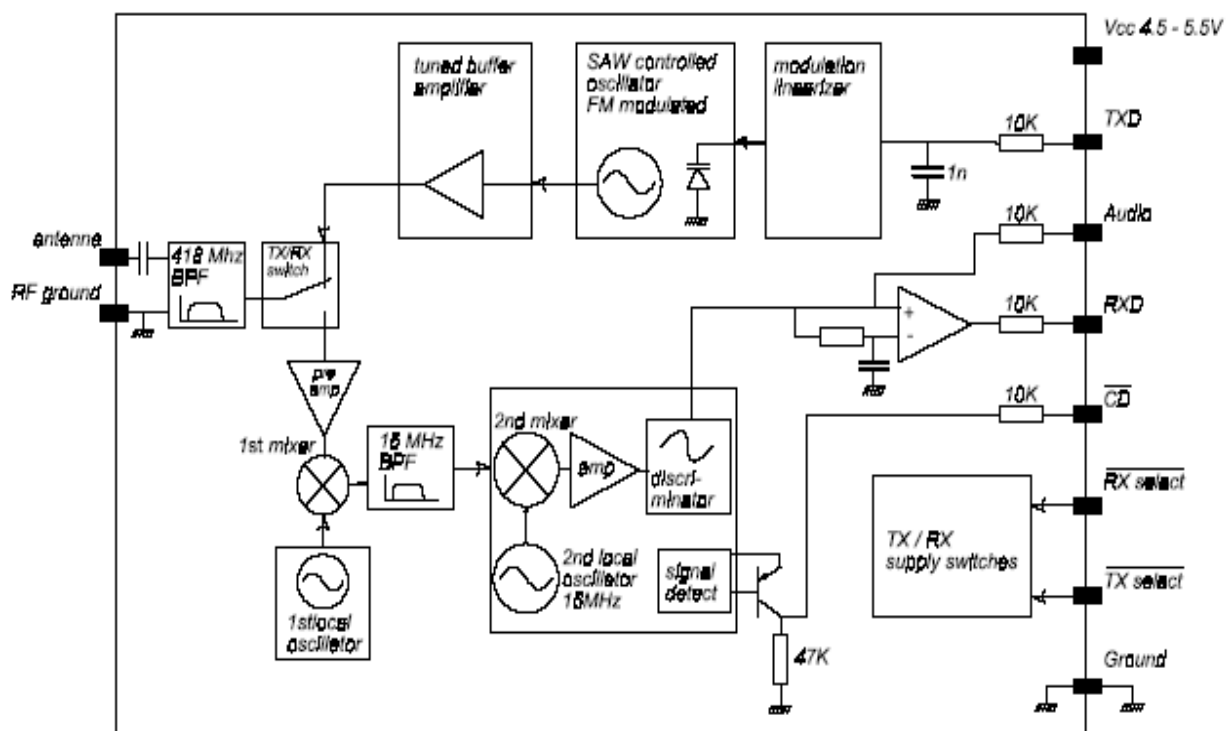 Vcc 4.5 - 5.5V
tuned buffer
amplifier
SAW controlled
oscillator
FM modulated
modulation
linearizer
10K
TXD
1n
10K
Audio
antenne
418 Mhz
BPF
TX/RX
switch
RF ground
+
-
10K
RXD
pre
amp
10K
CD
1st mixer
15 MHz
BPF
2nd mixer
amp
discri-
minator
RX select
TX / RX
supply switches
2nd local
oscillator
15MHz
signal
detect
TX select
1stlocal
oscillator
47K
Ground